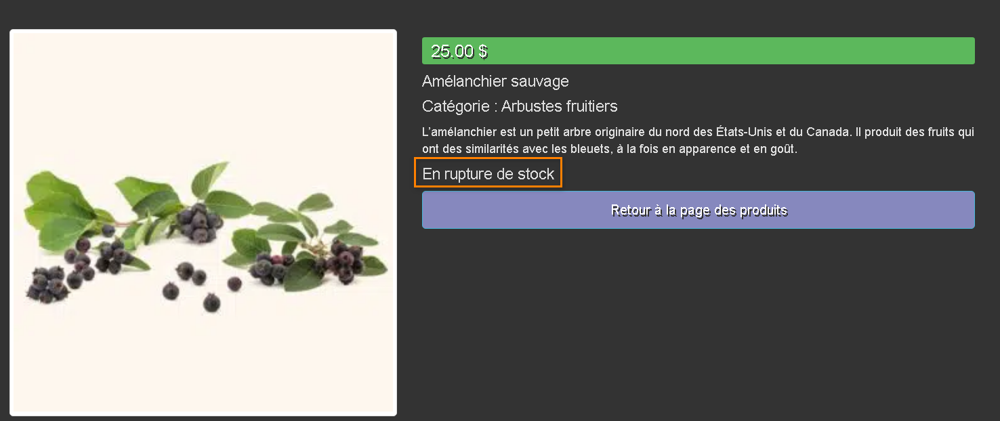 25.00 $
Amélanchier sauvage
Catégorie : Arbustes fruitiers
L'amélanchier est un petit arbre originaire du nord des États-Unis et du Canada. Il produit des fruits qui
ont des similarités avec les bleuets, à la fois en apparence et en goût.
En rupture de stock
Retour à la page des produits